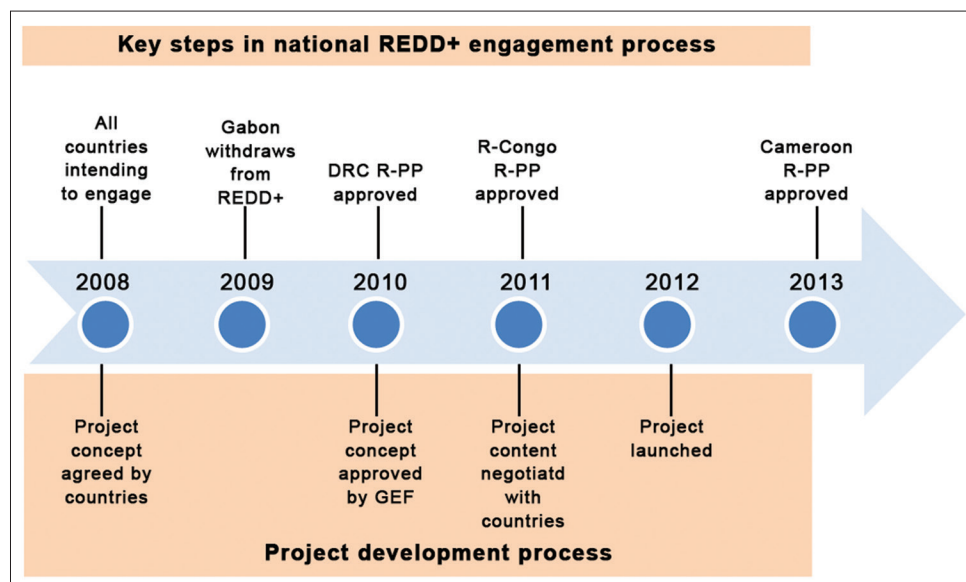 Key steps in national REDD+ engagement process
All
countries
intending
to engage
Gabon
withdraws
from
REDD+
DRC R-PP
approved
R-Congo
R-PP
approved
Cameroon
R-PP
approved
2008
2009
2010
2011
2012
2013
Project
concept
agreed by
countries
Project
concept
approved
by GEF
Project
content
negotiatd
with
countries
Project
launched
Project development process